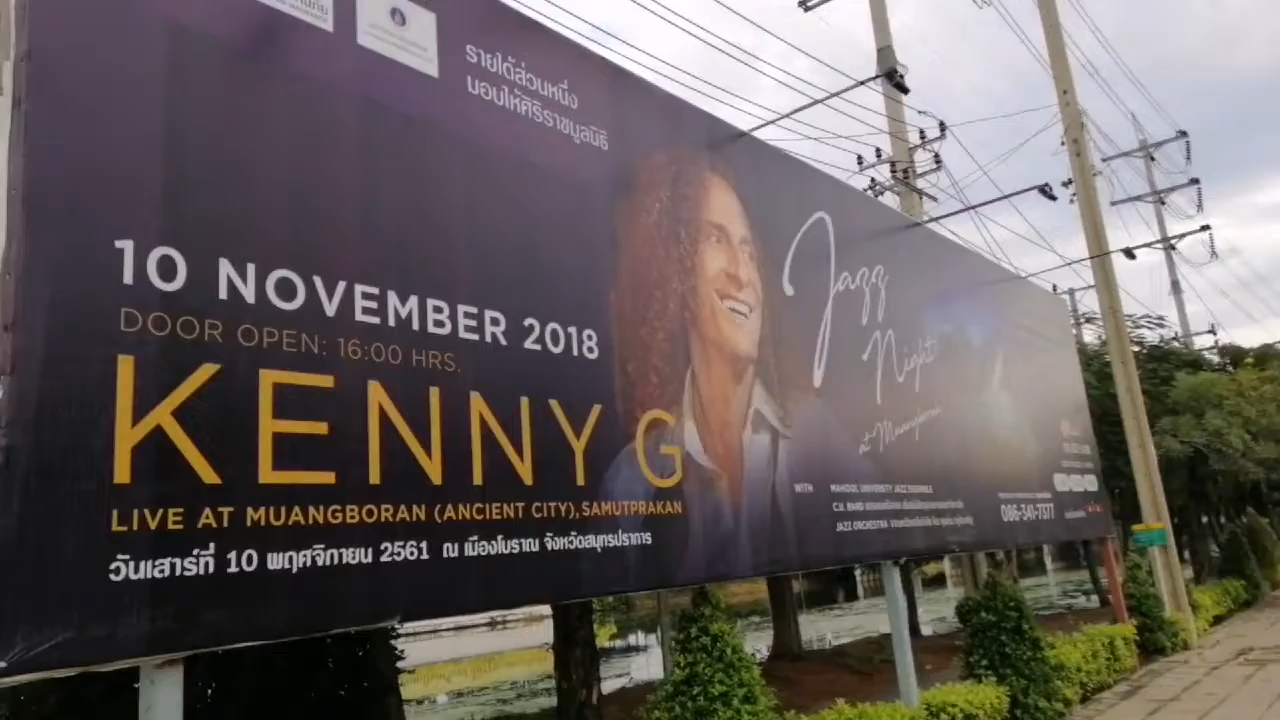 รายได้ส่วนหนึ่ง
มอบให้ศิริราชมูลนิธิ
10 NOVEMBER 2018
DOOR OPEN: 16:00 HRS.
KENNY G
LIVE AT MUANGBORAN (ANCIENT CITY), SAMUTPRAKAN
วันเสาร์ที่ 10 พฤศจิกายน 2561 ณ เมืองโบราณ จังหวัดสมุทรปราการ
Jazz
Night
at Muangboran
WITH MAHIDOL UNIVERSITY JAZZ ENSEMBLE
C.U. BAND
JAZZ ORCHESTRA
086-341-7377